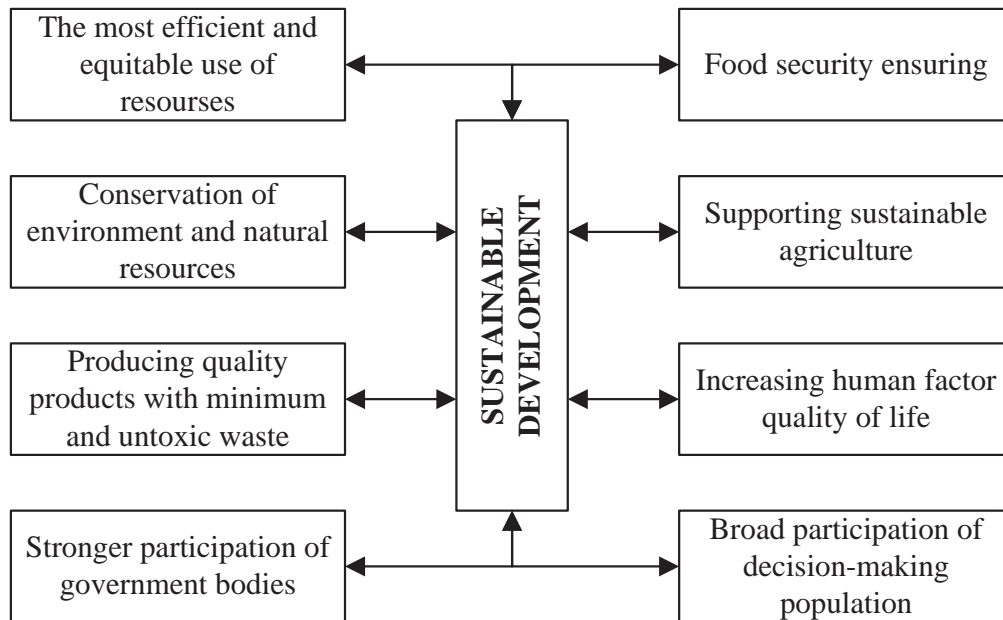 The most efficient and
equitable use of
resourses
Food security ensuring
Conservation of
environment and natural
resources
Supporting sustainable
agriculture
SUSTAINABLE
DEVELOPMENT
Producing quality
products with minimum
and untoxic waste
Increasing human factor
quality of life
Stronger participation of
government bodies
Broad participation of
decision-making
population